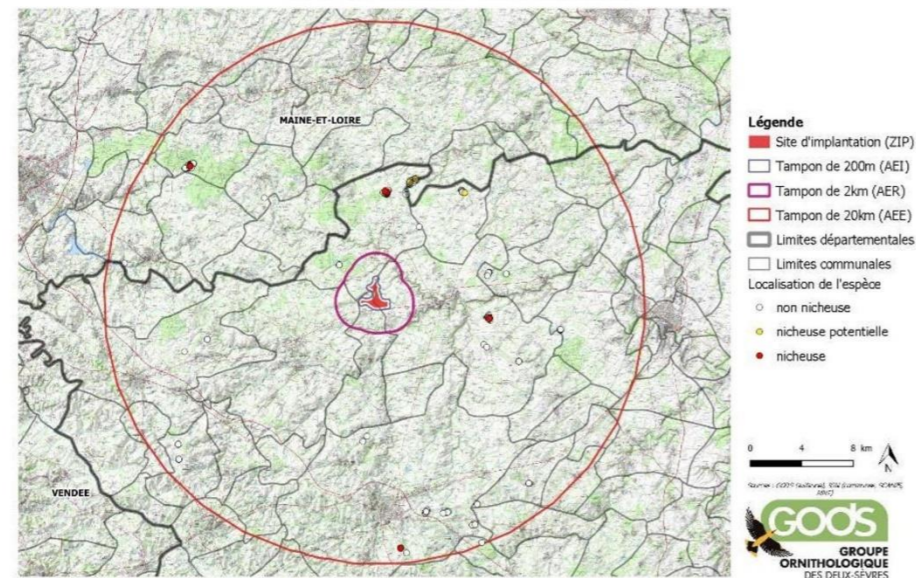 MAINE-ET-LOIRE
VENDEE
Légende
Site d'implantation (ZIP)
Tampon de 200m (AEI)
Tampon de 2km (AER)
Tampon de 20km (AEE)
Limites départementales
Limites communales
Localisation de l'espèce
non nicheuse
nicheuse potentielle
nicheuse
0 4 8 km
N
GODS
GROUPE
ORNITHOLOGIQUE
DES DEUX-SÈVRES